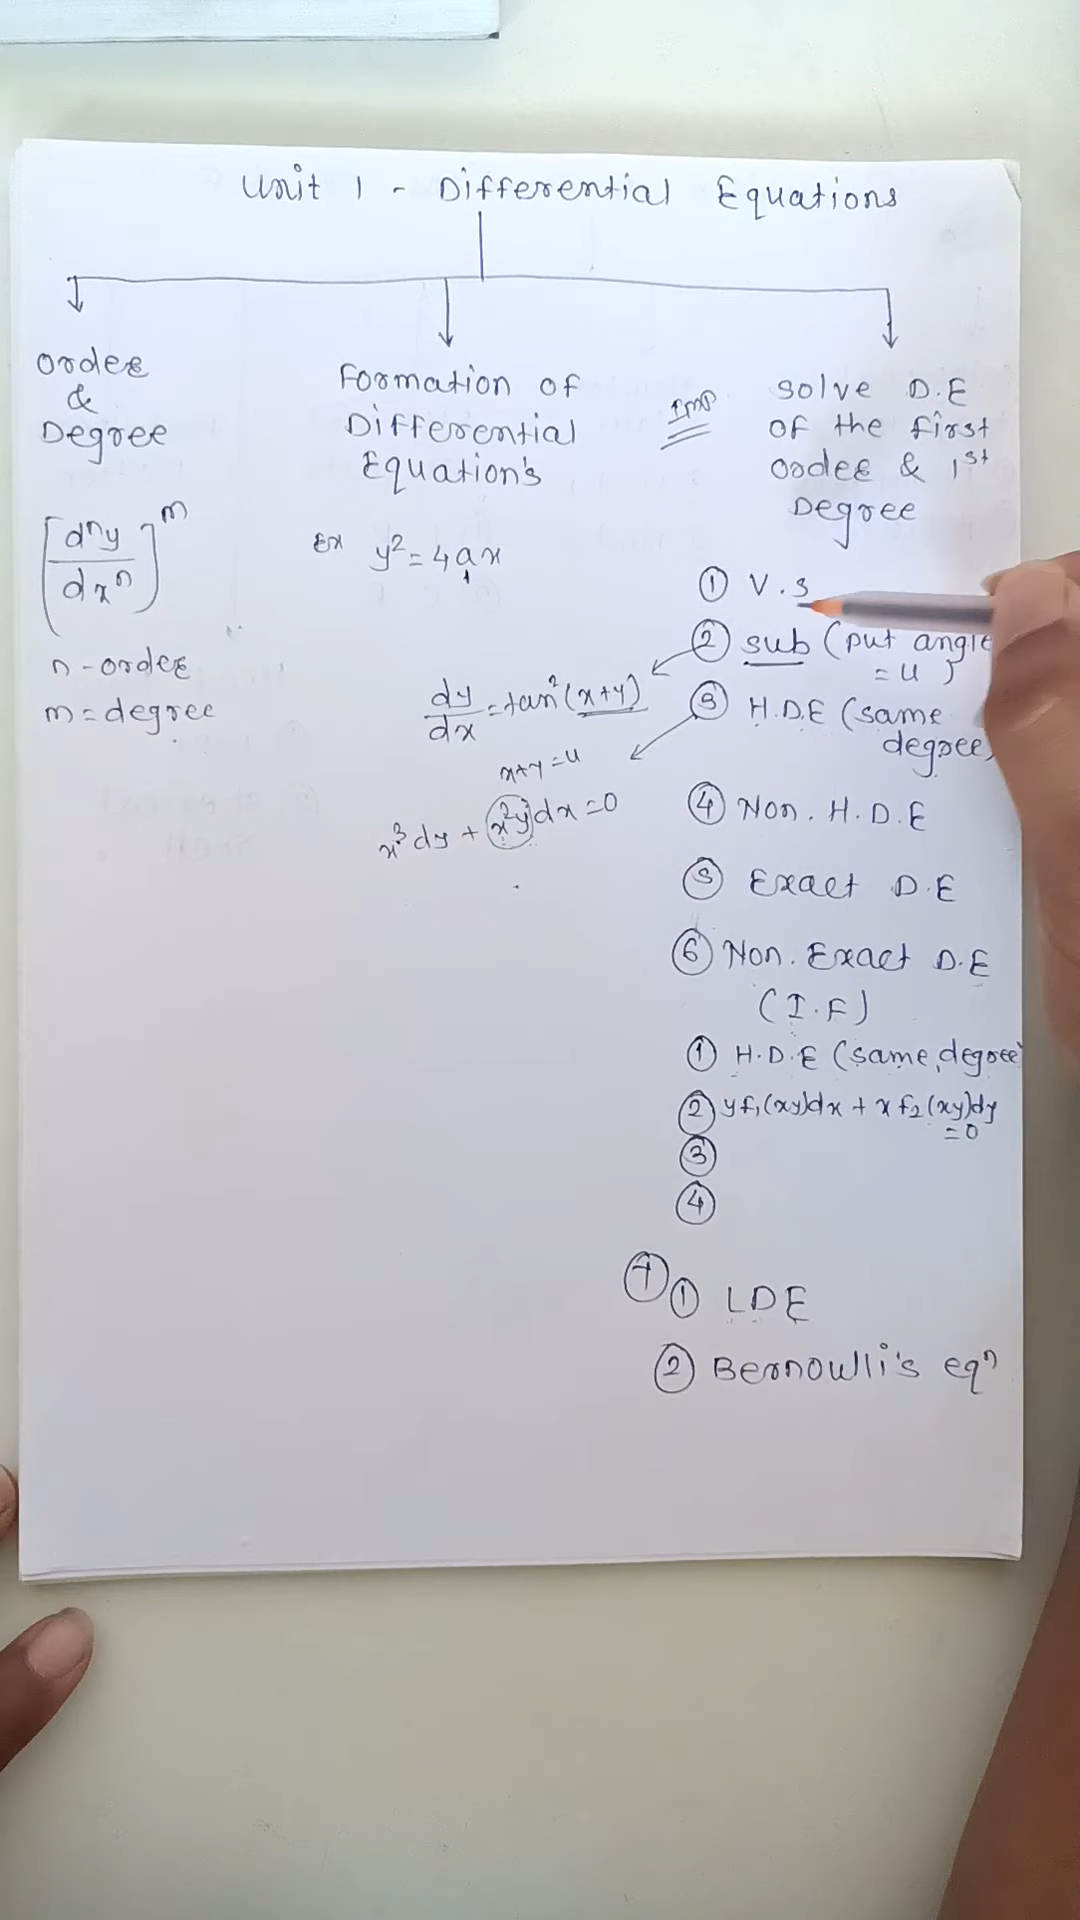 Unit 1 - Differential Equations
Order
&
Degree
[dⁿy/dxⁿ]ᵐ
n - order
m = degree
Formation of
Differential
Equation's
Ex y² = 4ax
1
dy/dx = tan²(x+y)
x+y = u
x³dy + x²y dx = 0
IMP
Solve D.E
of the first
order & 1st
Degree
① V.S
② sub (put angle
= u)
③ H.D.E (same
degree)
④ Non. H.D.E
⑤ Exact D.E
⑥ Non. Exact D.E
(I.F)
① H.D.E (same degree)
② yf₁(xy)dx + xf₂(xy)dy
= 0
③
④
⑦ ① LDE
② Bernoulli's eqⁿ